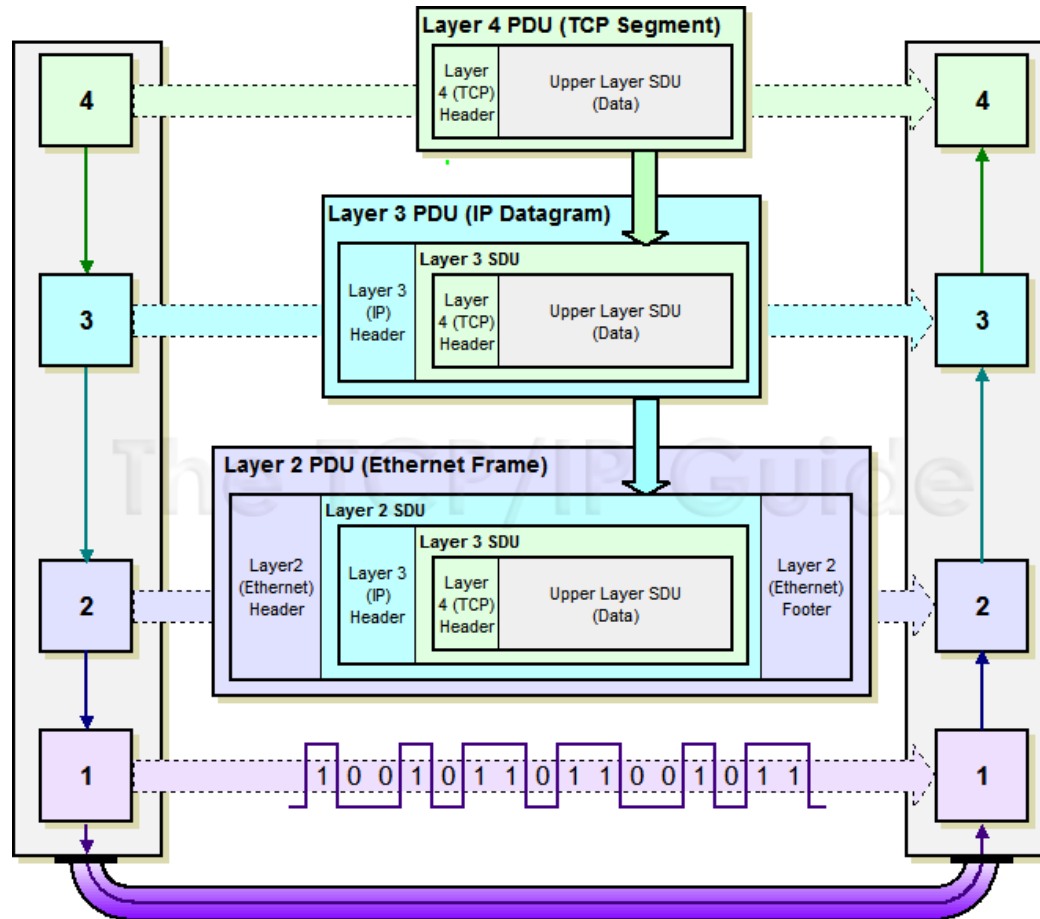 Layer 4 PDU (TCP Segment)
4
Layer
4 (TCP)
Header
Upper Layer SDU
(Data)
4
Layer 3 PDU (IP Datagram)
Layer 3 SDU
3
Layer 3
(IP)
Header
Layer
4 (TCP)
Header
Upper Layer SDU
(Data)
3
The TCP/IP Guide
Layer 2 PDU (Ethernet Frame)
Layer 2 SDU
Layer 3 SDU
2
Layer2
(Ethernet)
Header
Layer 3
(IP)
Header
Layer
4 (TCP)
Header
Upper Layer SDU
(Data)
Layer 2
(Ethernet)
Footer
2
1
1 0 0 1 0 1 1 0 1 1 0 0 1 0 1 1
1